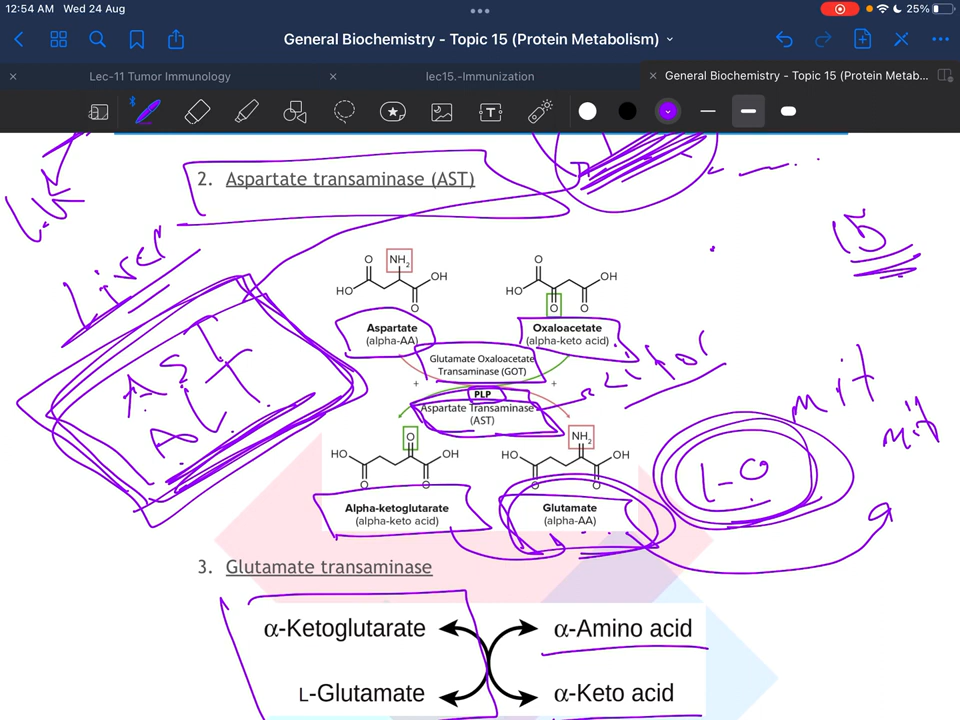 12:54 AM Wed 24 Aug
25%
General Biochemistry - Topic 15 (Protein Metabolism)
Lec-11 Tumor Immunology
lec15.-Immunization
General Biochemistry - Topic 15 (Protein Metab...
2. Aspartate transaminase (AST)
15
Liver
AST
ALT
O NH2 OH HO O
O OH HO O O
Aspartate
(alpha-AA)
Oxaloacetate
(alpha-keto acid)
Glutamate Oxaloacetate
Transaminase (GOT)
+ +
PLP
Aspartate Transaminase
(AST)
mit
mit
L-O
HO O OH O O
HO NH2 OH O O
Alpha-ketoglutarate
(alpha-keto acid)
Glutamate
(alpha-AA)
3. Glutamate transaminase
α-Ketoglutarate
α-Amino acid
L-Glutamate
α-Keto acid